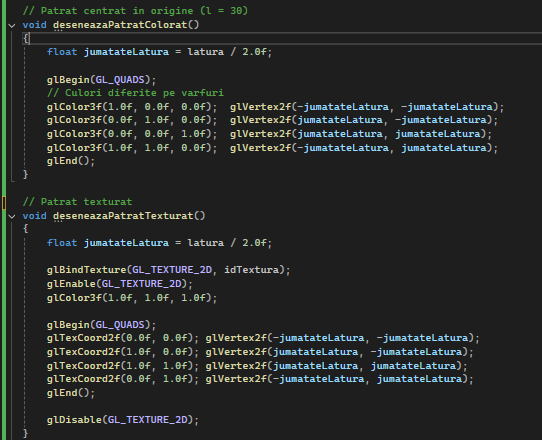 // Patrat centrat in origine (l = 30)
void deseneazaPatratColorat()
{
float jumatateLatura = latura / 2.0f;
glBegin(GL_QUADS);
// Culori diferite pe varfuri
glColor3f(1.0f, 0.0f, 0.0f);  glVertex2f(-jumatateLatura, -jumatateLatura);
glColor3f(0.0f, 1.0f, 0.0f);  glVertex2f(jumatateLatura, -jumatateLatura);
glColor3f(0.0f, 0.0f, 1.0f);  glVertex2f(jumatateLatura, jumatateLatura);
glColor3f(1.0f, 1.0f, 0.0f);  glVertex2f(-jumatateLatura, jumatateLatura);
glEnd();
}
// Patrat texturat
void deseneazaPatratTexturat()
{
float jumatateLatura = latura / 2.0f;
glBindTexture(GL_TEXTURE_2D, idTextura);
glEnable(GL_TEXTURE_2D);
glColor3f(1.0f, 1.0f, 1.0f);
glBegin(GL_QUADS);
glTexCoord2f(0.0f, 0.0f); glVertex2f(-jumatateLatura, -jumatateLatura);
glTexCoord2f(1.0f, 0.0f); glVertex2f(jumatateLatura, -jumatateLatura);
glTexCoord2f(1.0f, 1.0f); glVertex2f(jumatateLatura, jumatateLatura);
glTexCoord2f(0.0f, 1.0f); glVertex2f(-jumatateLatura, jumatateLatura);
glEnd();
glDisable(GL_TEXTURE_2D);
}